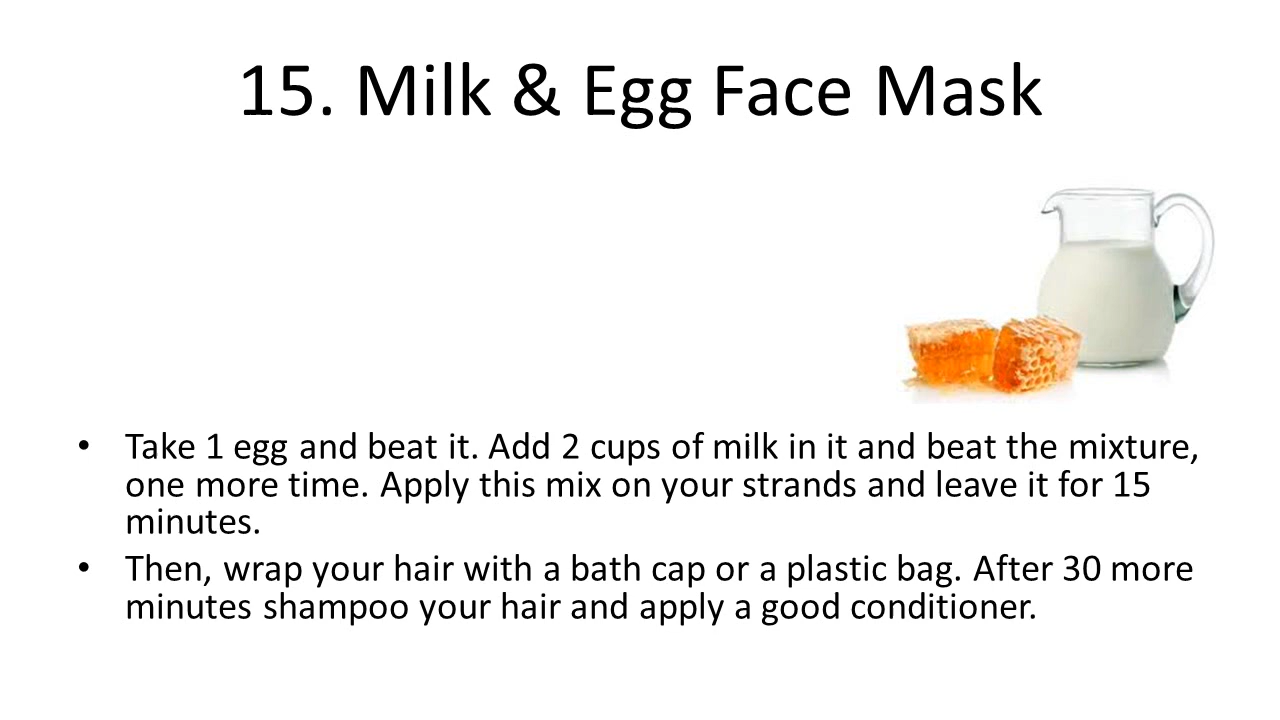 15. Milk & Egg Face Mask
• Take 1 egg and beat it. Add 2 cups of milk in it and beat the mixture,
one more time. Apply this mix on your strands and leave it for 15
minutes.
• Then, wrap your hair with a bath cap or a plastic bag. After 30 more
minutes shampoo your hair and apply a good conditioner.